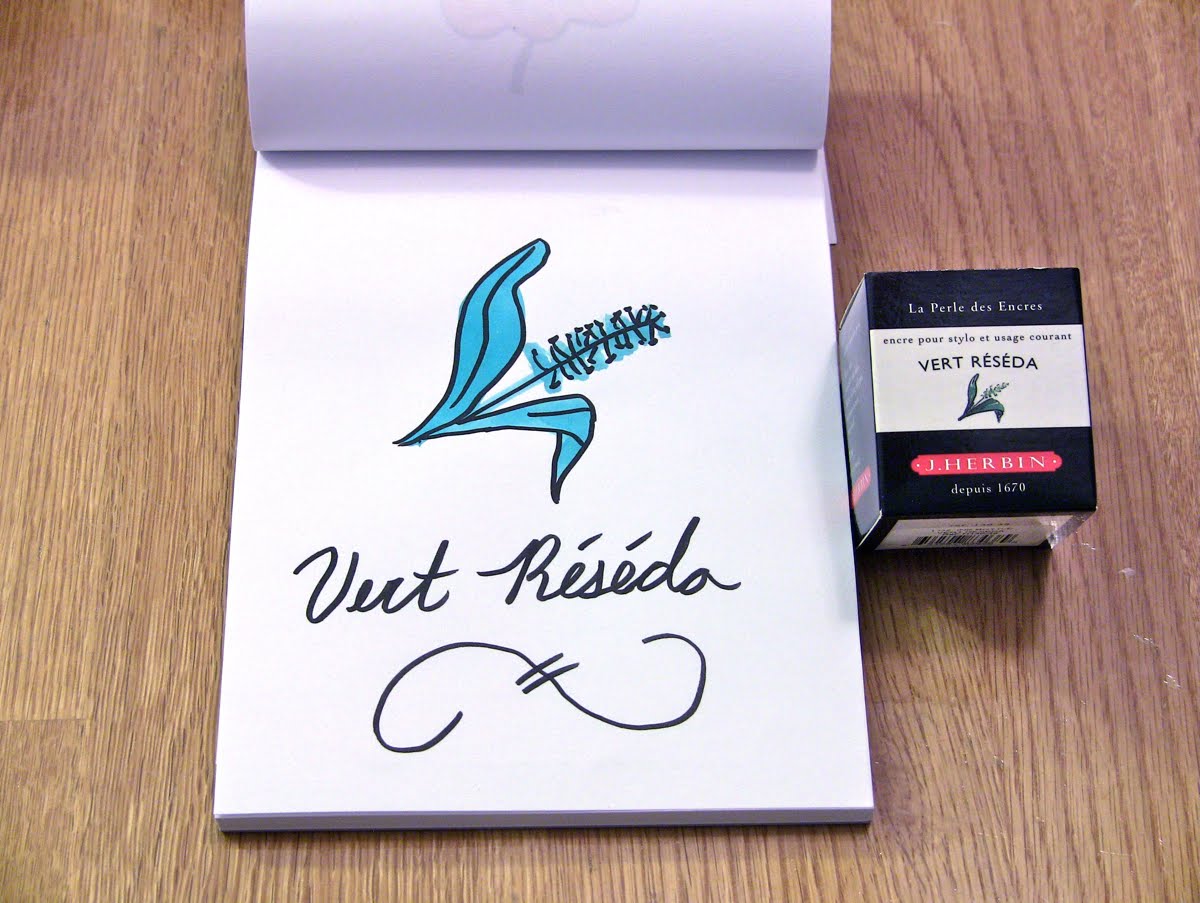 Vert Réséda
La Perle des Encres
encre pour stylo et usage courant
VERT RÉSÉDA
J. HERBIN
depuis 1670